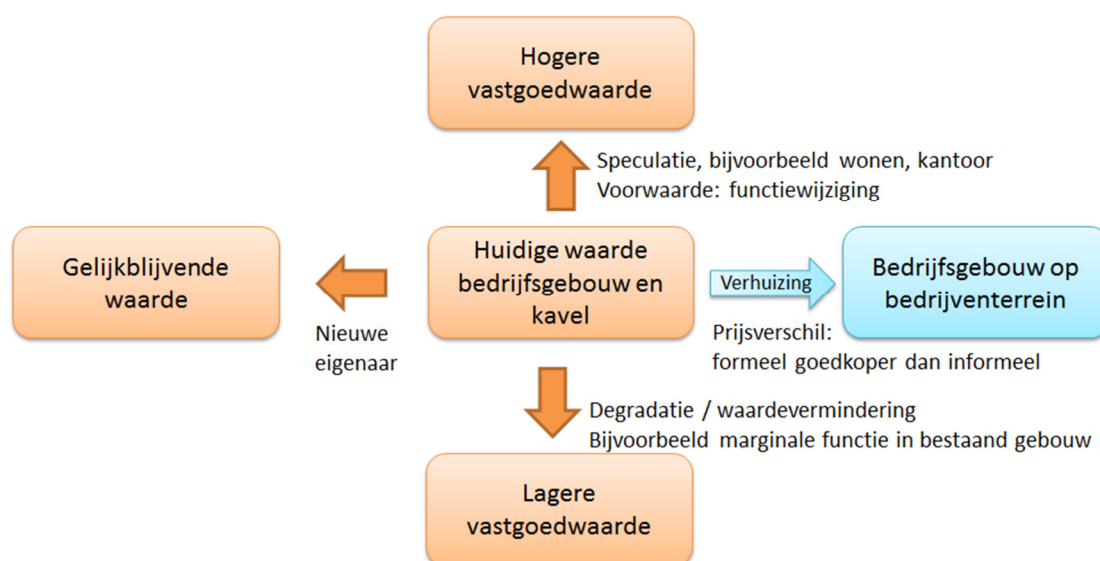 Hogere
vastgoedwaarde
Speculatie, bijvoorbeeld wonen, kantoor
Voorwaarde: functiewijziging
Gelijkblijvende
waarde
Nieuwe
eigenaar
Huidige waarde
bedrijfsgebouw en
kavel
Verhuizing
Prijsverschil:
formeel goedkoper dan informeel
Bedrijfsgebouw op
bedrijventerrein
Degradatie / waardevermindering
Bijvoorbeeld marginale functie in bestaand gebouw
Lagere
vastgoedwaarde